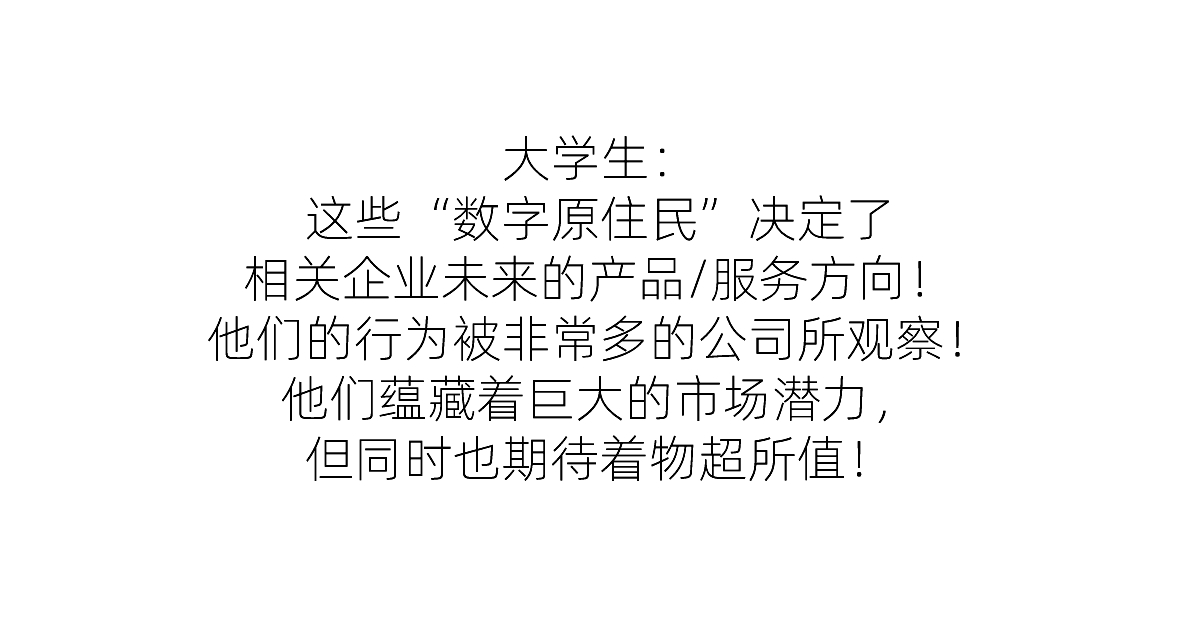 大学生：
这些“数字原住民”决定了
相关企业未来的产品/服务方向！
他们的行为被非常多的公司所观察！
他们蕴藏着巨大的市场潜力，
但同时也期待着物超所值！